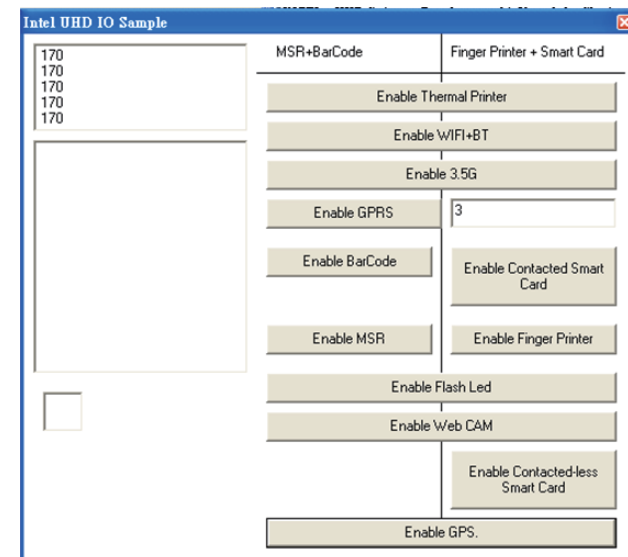 Intel UHD IO Sample
170
170
170
170
170
MSR+BarCode
Finger Printer + Smart Card
Enable Thermal Printer
Enable WIFI+BT
Enable 3.5G
Enable GPRS
3
Enable BarCode
Enable Contacted Smart
Card
Enable MSR
Enable Finger Printer
Enable Flash Led
Enable Web CAM
Enable Contacted-less
Smart Card
Enable GPS.